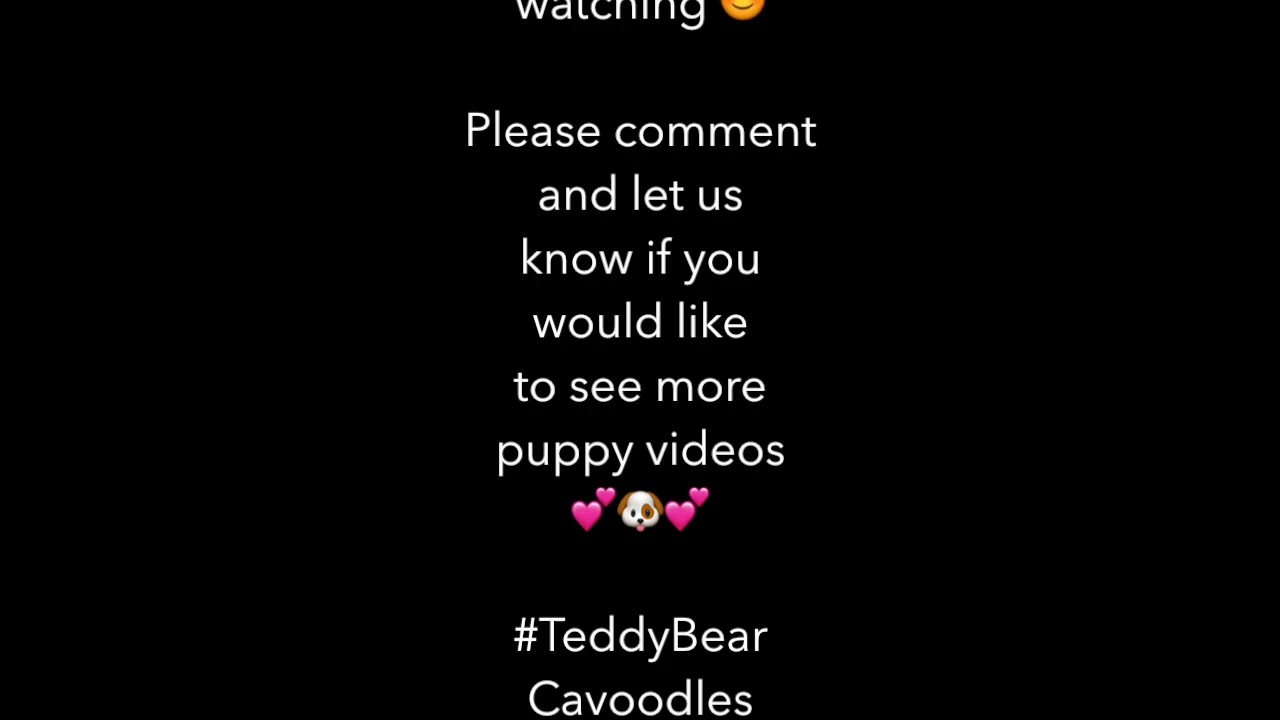 watching 😊
Please comment
and let us
know if you
would like
to see more
puppy videos
💕🐶💕
#TeddyBear
Cavoodles